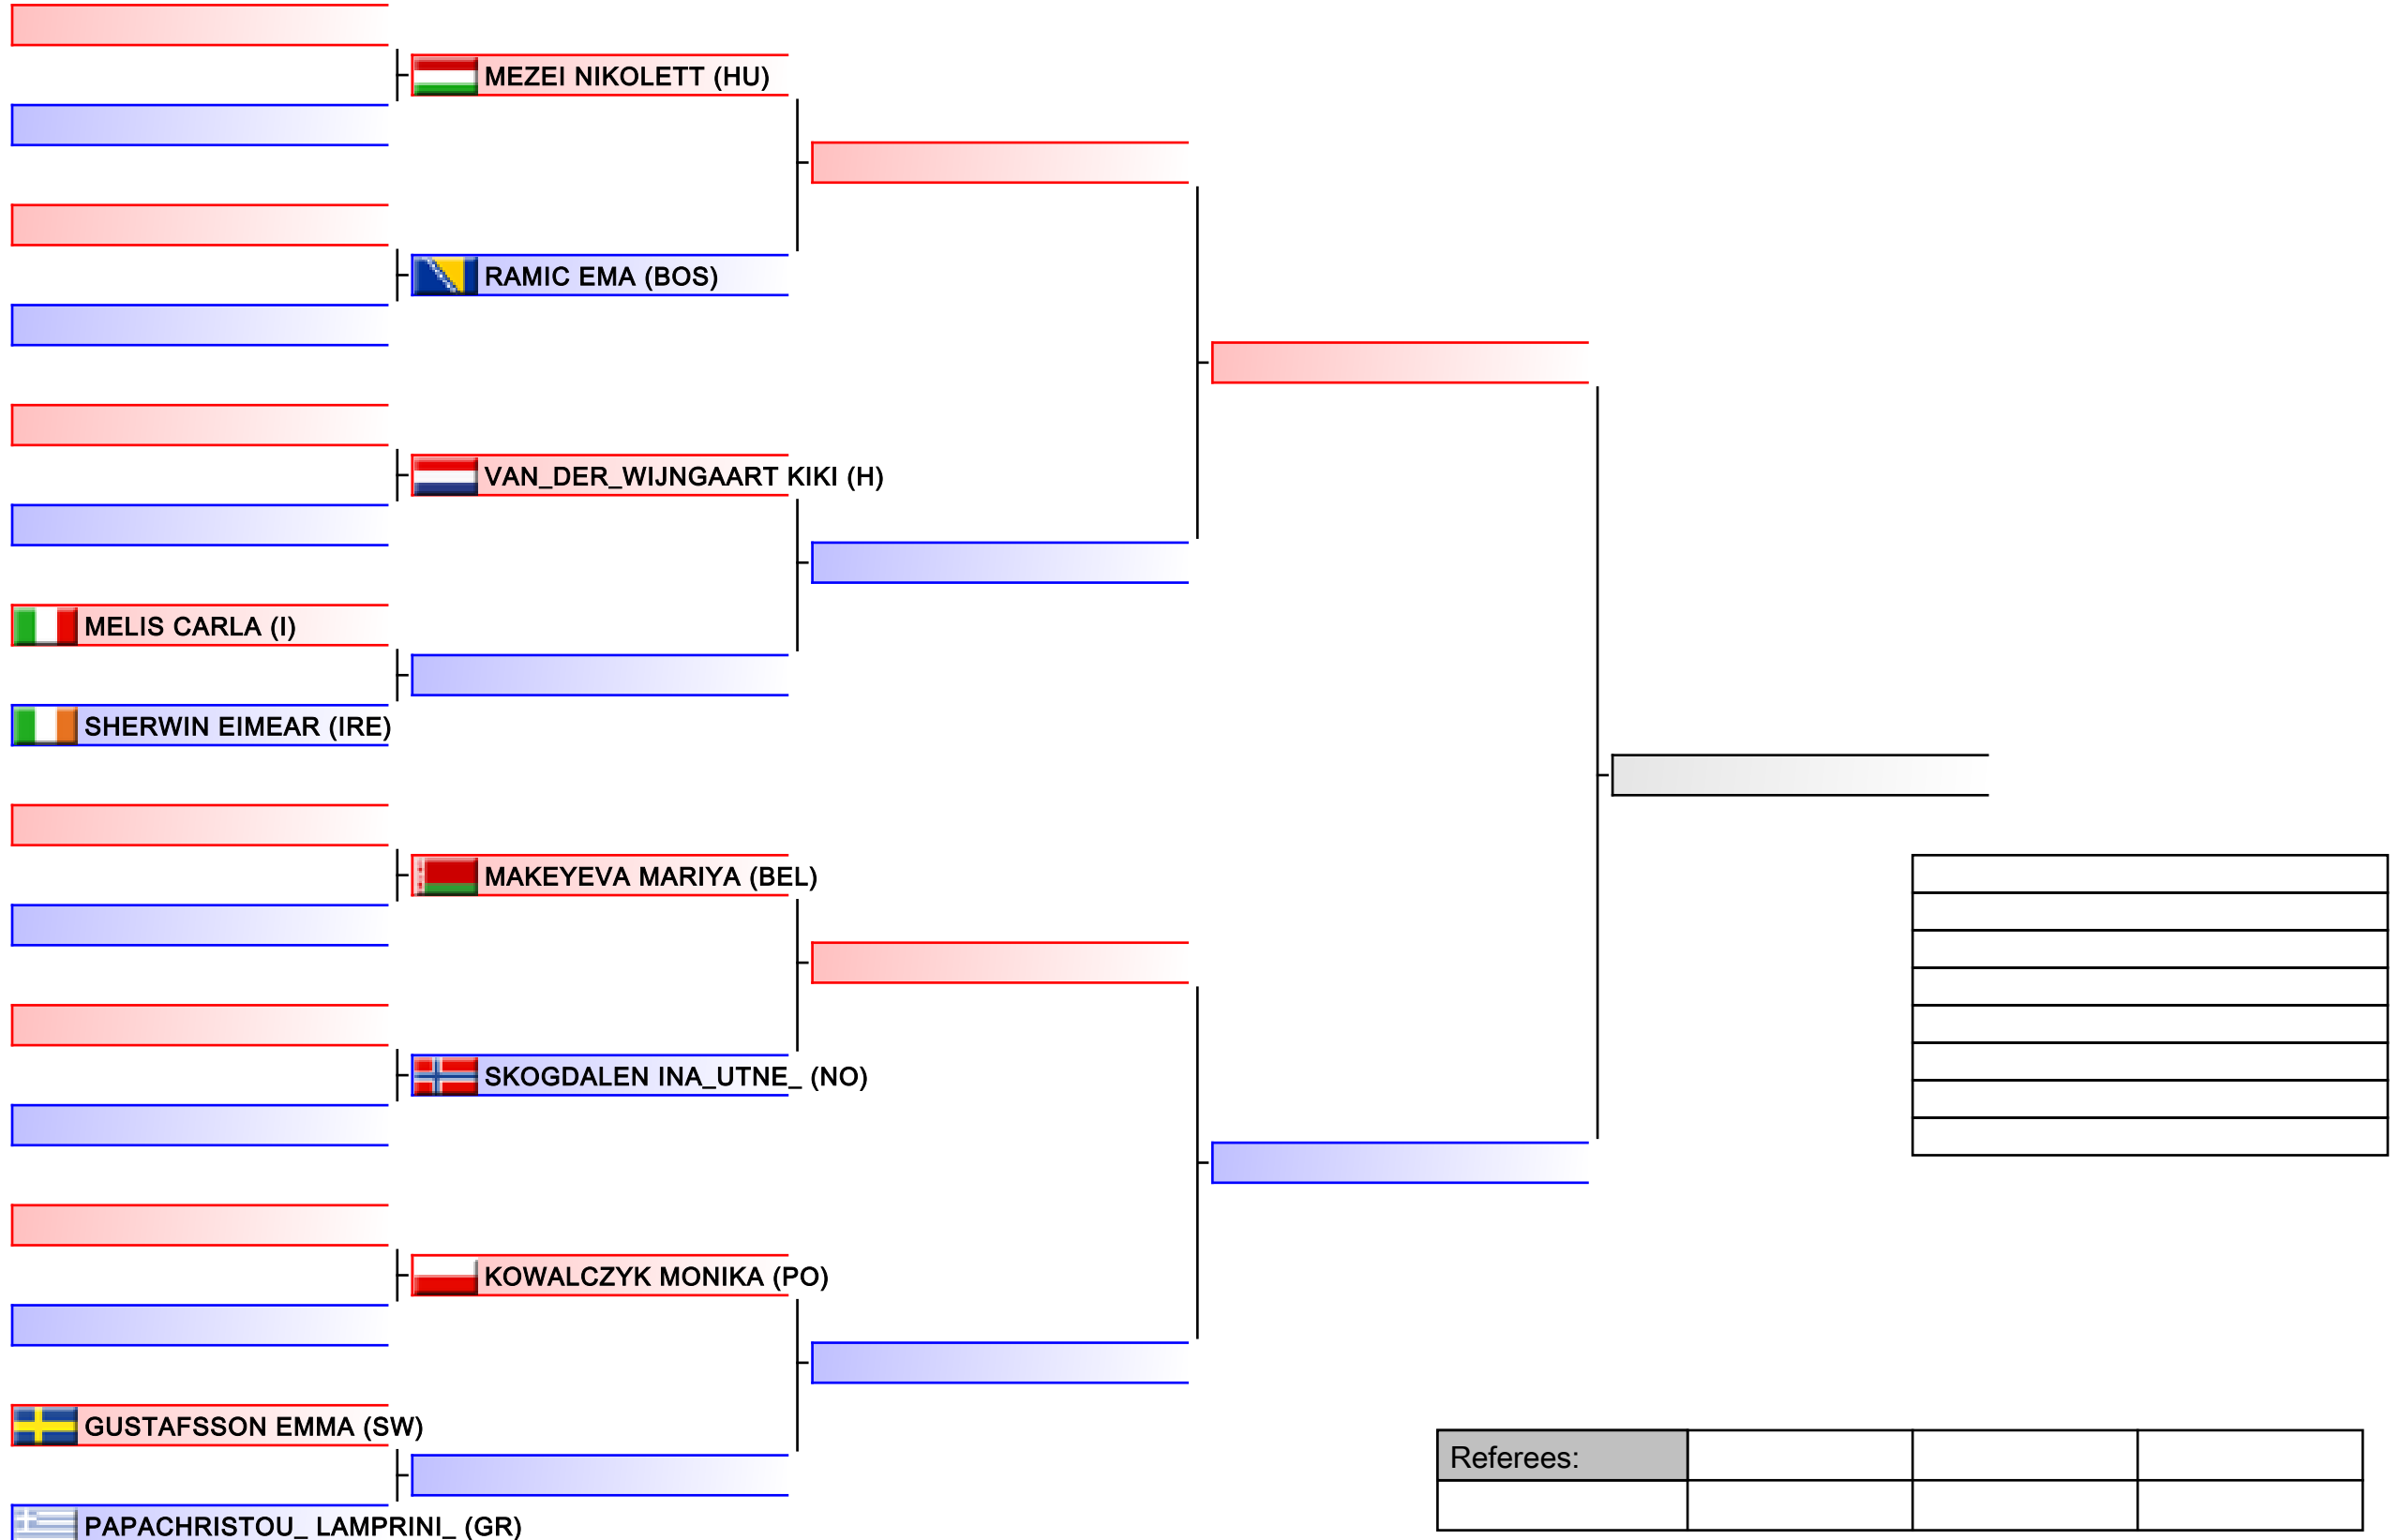 MEZEI NIKOLETT (HU)
RAMIC EMA (BOS)
VAN_DER_WIJNGAART KIKI (H)
MELIS CARLA (I)
SHERWIN EIMEAR (IRE)
MAKEYEVA MARIYA (BEL)
SKOGDALEN INA_UTNE_ (NO)
KOWALCZYK MONIKA (PO)
GUSTAFSSON EMMA (SW)
Referees:
PAPACHRISTOU_ LAMPRINI_ (GR)